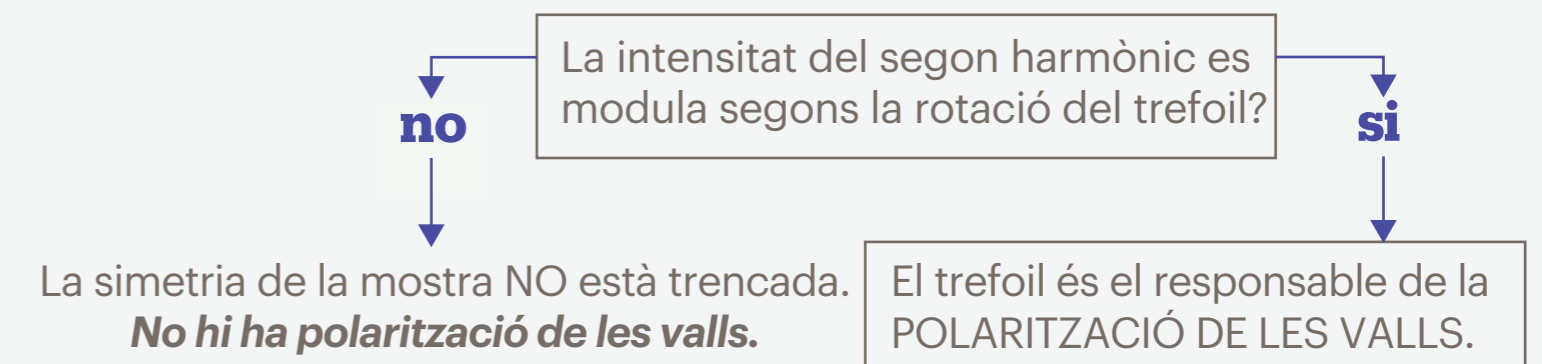 La intensitat del segon harmònic es
modula segons la rotació del trefoil?
no
si
La simetria de la mostra NO està trencada.
No hi ha polarització de les valls.
El trefoil és el responsable de la
POLARITZACIÓ DE LES VALLS.